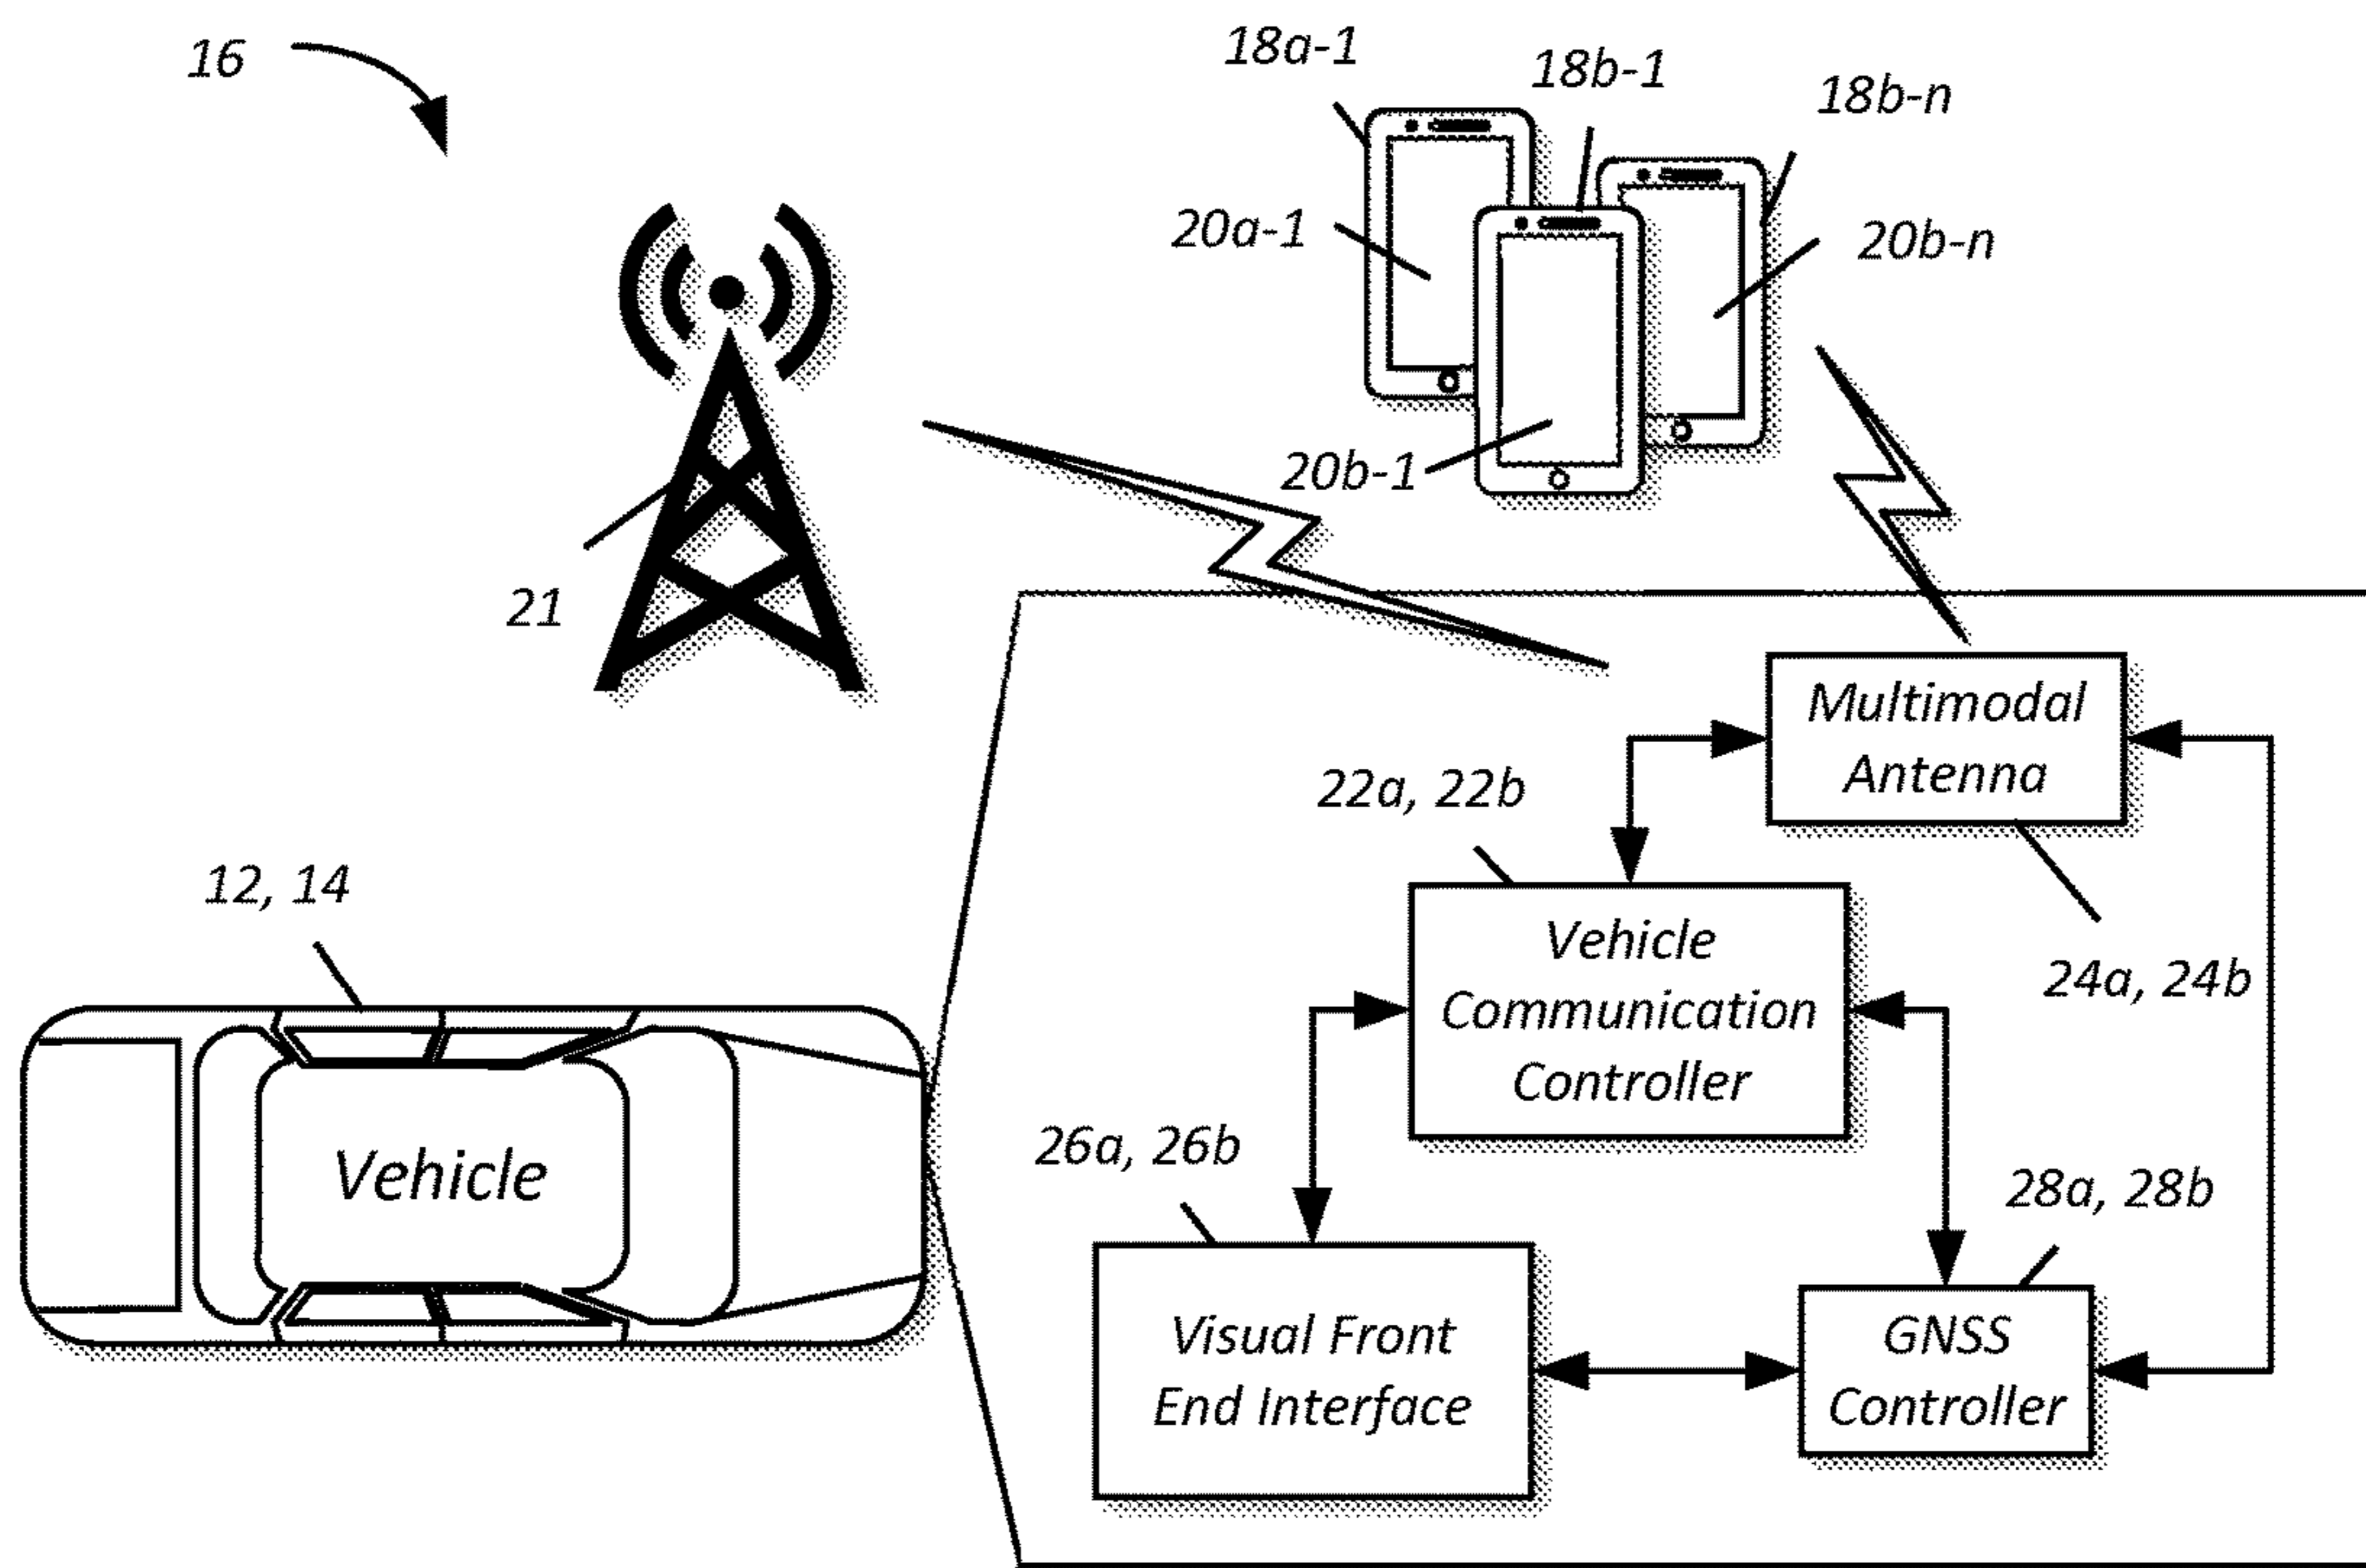 16
18a-1
18b-1
18b-n
20a-1
20b-n
20b-1
21
Multimodal
Antenna
22a, 22b
24a, 24b
12, 14
Vehicle
Communication
Controller
26a, 26b
Vehicle
28a, 28b
Visual Front
End Interface
GNSS
Controller